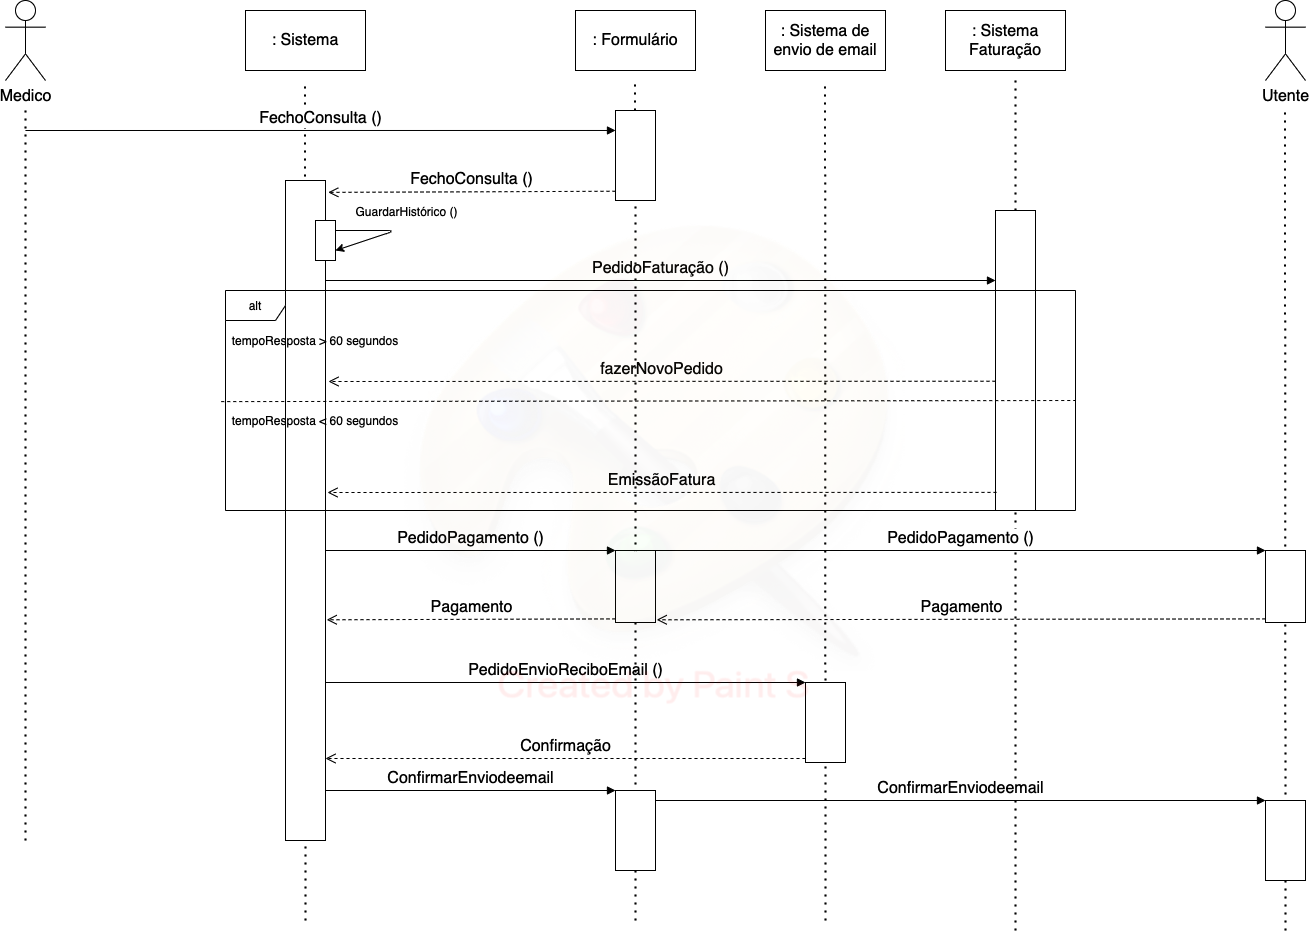 : Sistema
: Formulário
: Sistema de
envio de email
: Sistema
Faturação
Medico
Utente
FechoConsulta ()
FechoConsulta ()
GuardarHistórico ()
PedidoFaturação ()
alt
tempoResposta > 60 segundos
fazerNovoPedido
tempoResposta < 60 segundos
EmissãoFatura
PedidoPagamento ()
PedidoPagamento ()
Pagamento
Pagamento
PedidoEnvioReciboEmail ()
Created by Paint S
Confirmação
ConfirmarEnviodeemail
ConfirmarEnviodeemail